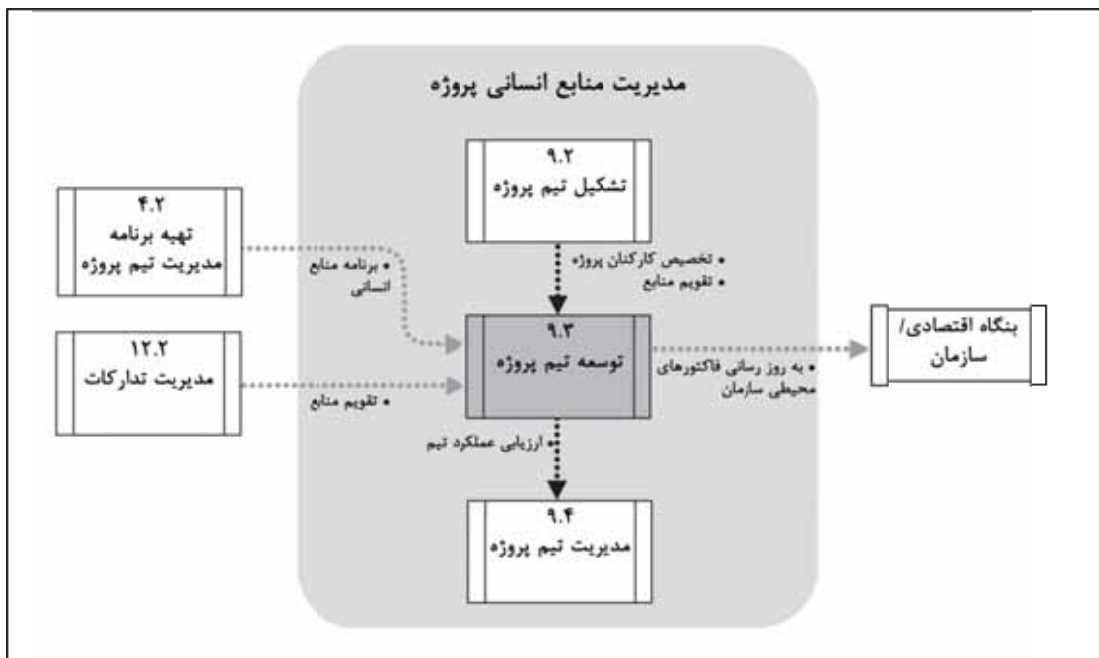 مدیریت منابع انسانی پروژه
۹.۲
تشکیل تیم پروژه
۴.۲
تهیه برنامه
مدیریت تیم پروژه
• برنامه منابع
انسانی
• تخصیص کارکنان پروژه
• تقویم منابع
۱۲.۲
مدیریت تدارکات
• تقویم منابع
۹.۳
توسعه تیم پروژه
• به روز رسانی فاکتورهای
محیطی سازمان
بنگاه اقتصادی/
سازمان
• ارزیابی عملکرد تیم
۹.۴
مدیریت تیم پروژه